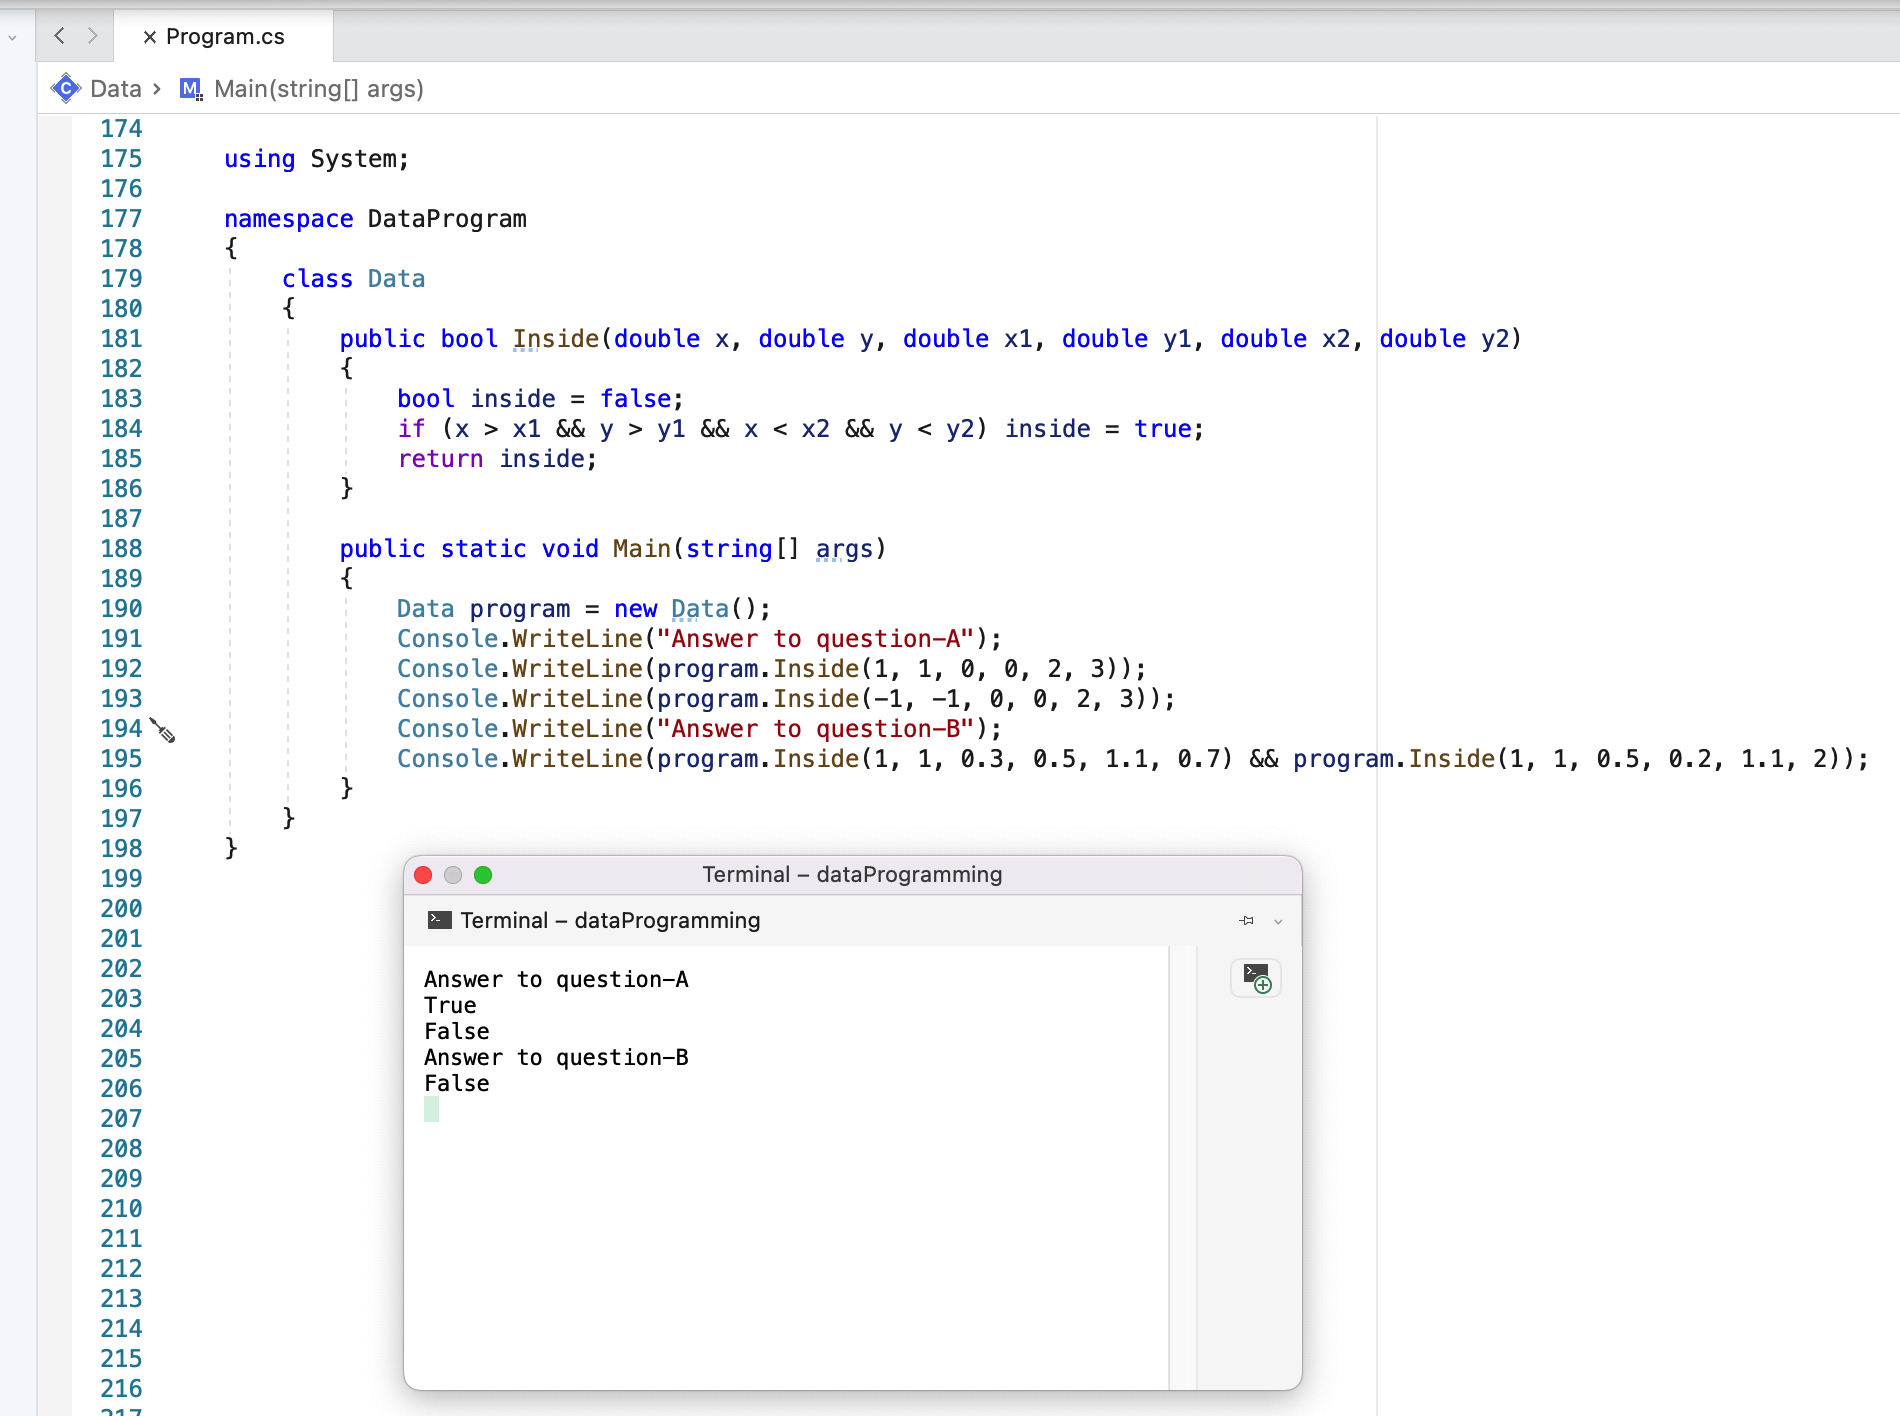 Program.cs
Data › Main(string[] args)
174
175 using System;
176
177 namespace DataProgram
178 {
179 class Data
180 {
181 public bool Inside(double x, double y, double x1, double y1, double x2, double y2)
182 {
183 bool inside = false;
184 if (x > x1 && y > y1 && x < x2 && y < y2) inside = true;
185 return inside;
186 }
187
188 public static void Main(string[] args)
189 {
190 Data program = new Data();
191 Console.WriteLine("Answer to question-A");
192 Console.WriteLine(program.Inside(1, 1, 0, 0, 2, 3));
193 Console.WriteLine(program.Inside(-1, -1, 0, 0, 2, 3));
194 Console.WriteLine("Answer to question-B");
195 Console.WriteLine(program.Inside(1, 1, 0.3, 0.5, 1.1, 0.7) && program.Inside(1, 1, 0.5, 0.2, 1.1, 2));
196 }
197 }
198 }
199
200
201
202
203
204
205
206
207
208
209
210
211
212
213
214
215
216
217
Terminal – dataProgramming
Terminal – dataProgramming
Answer to question-A
True
False
Answer to question-B
False